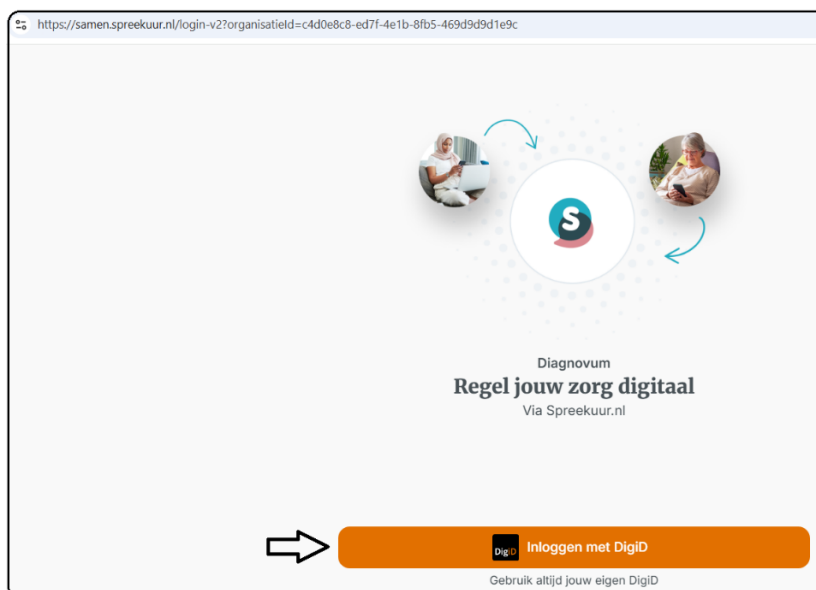 https://samen.spreekuur.nl/login-v2?organisatieId=c4d0e8c8-ed7f-4e1b-8fb5-469d9d9d1e9c
S
Diagnovum
Regel jouw zorg digitaal
Via Spreekuur.nl
DigiD Inloggen met DigiD
Gebruik altijd jouw eigen DigiD